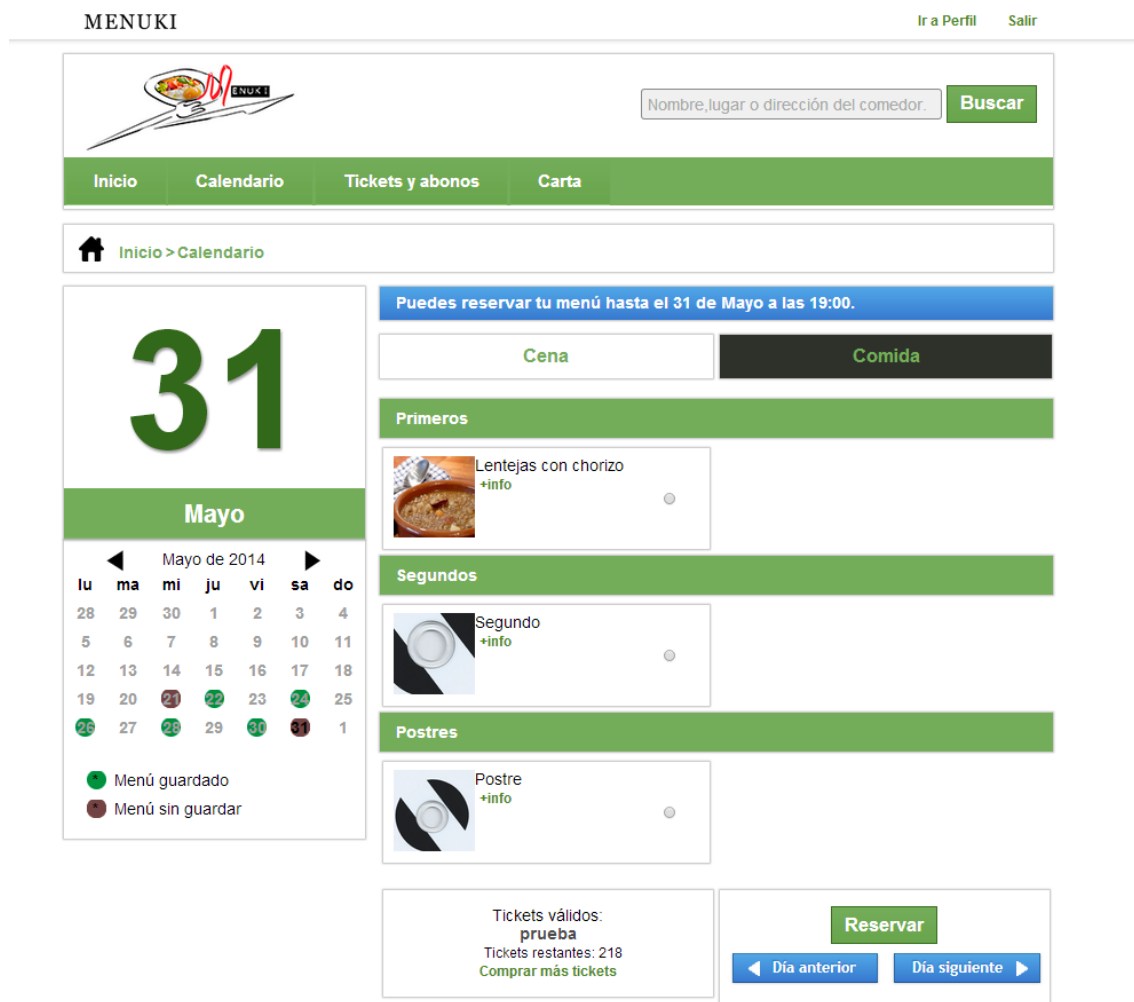 MENUKI
Ir a Perfil Salir
MENUKI
Nombre,lugar o dirección del comedor. Buscar
Inicio Calendario Tickets y abonos Carta
Inicio > Calendario
31
Mayo
Mayo de 2014
lu ma mi ju vi sa do
28 29 30 1 2 3 4
5 6 7 8 9 10 11
12 13 14 15 16 17 18
19 20 21 22 23 24 25
26 27 28 29 30 31 1
* Menú guardado
* Menú sin guardar
Puedes reservar tu menú hasta el 31 de Mayo a las 19:00.
Cena Comida
Primeros
Lentejas con chorizo
+info
Segundos
Segundo
+info
Postres
Postre
+info
Tickets válidos:
prueba
Tickets restantes: 218
Comprar más tickets
Reservar
Día anterior Día siguiente